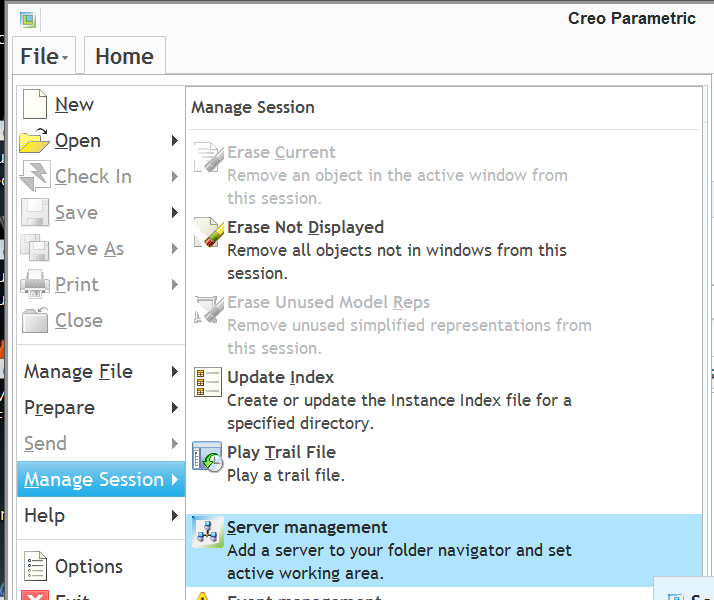 Creo Parametric
File
Home
New
Open
Check In
Save
Save As
Print
Close
Manage File
Prepare
Send
Manage Session
Help
Options
Exit
Manage Session
Erase Current
Remove an object in the active window from
this session.
Erase Not Displayed
Remove all objects not in windows from this
session.
Erase Unused Model Reps
Remove unused simplified representations from
this session.
Update Index
Create or update the Instance Index file for a
specified directory.
Play Trail File
Play a trail file.
Server management
Add a server to your folder navigator and set
active working area.
Event management